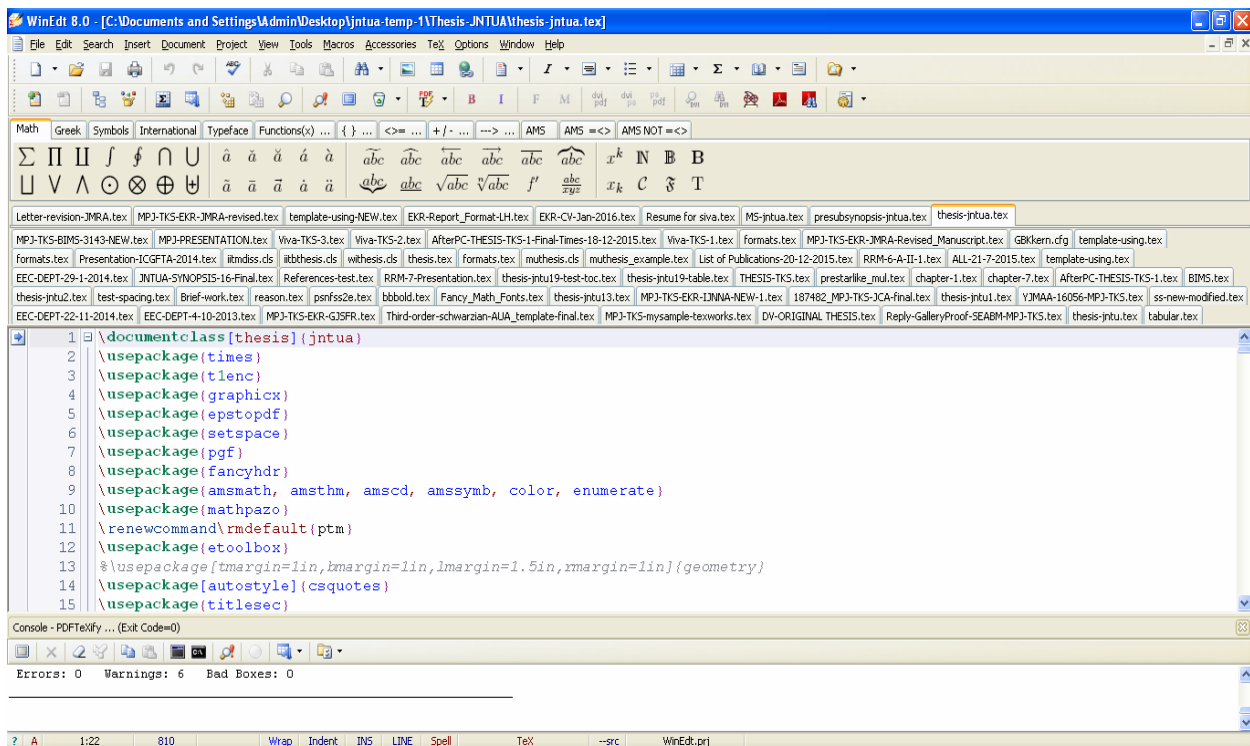 WinEdt 8.0 - [C:\Documents and Settings\Admin\Desktop\jntua-temp-1\Thesis-JNTUA\thesis-jntua.tex]
File Edit Search Insert Document Project View Tools Macros Accessories TeX Options Window Help
Math Greek Symbols International Typeface Functions(x) ... { } ... <>= ... + / - ... ---> ... AMS AMS =<> AMS NOT =<>
∑ ∏ ∐ ∫ ∮ ⋂ ⋃ â ǎ ă á à abc abc abc abc abc abc x^k ℕ 𝔹 B
⨆ ⋁ ⋀ ⨀ ⨂ ⨁ ⨄ ã ā a⃗ ȧ ä abc abc √abc ⁿ√abc f′ abc/xyz x_k C 𝔉 T
Letter-revision-JMRA.tex MPJ-TKS-EKR-JMRA-revised.tex template-using-NEW.tex EKR-Report_Format-LH.tex EKR-CV-Jan-2016.tex Resume for siva.tex MS-jntua.tex presubsynopsis-jntua.tex thesis-jntua.tex
MPJ-TKS-BIMS-3143-NEW.tex MPJ-PRESENTATION.tex Viva-TKS-3.tex Viva-TKS-2.tex AfterPC-THESIS-TKS-1-Final-Times-18-12-2015.tex Viva-TKS-1.tex formats.tex MPJ-TKS-EKR-JMRA-Revised_Manuscript.tex GBKkern.cfg template-using.tex
formats.tex Presentation-ICGFTA-2014.tex iitmdiss.cls iitbthesis.cls withesis.cls thesis.tex formats.tex muthesis.cls muthesis_example.tex List of Publications-20-12-2015.tex RRM-6-A-II-1.tex ALL-21-7-2015.tex template-using.tex
EEC-DEPT-29-1-2014.tex JNTUA-SYNOPSIS-16-Final.tex References-test.tex RRM-7-Presentation.tex thesis-jntu19-test-toc.tex thesis-jntu19-table.tex THESIS-TKS.tex prestarlike_mul.tex chapter-1.tex chapter-7.tex AfterPC-THESIS-TKS-1.tex BIMS.tex
thesis-jntu2.tex test-spacing.tex Brief-work.tex reason.tex psnfss2e.tex bbbold.tex Fancy_Math_Fonts.tex thesis-jntu13.tex MPJ-TKS-EKR-IJNNA-NEW-1.tex 187482_MPJ-TKS-JCA-final.tex thesis-jntu1.tex YJMAA-16056-MPJ-TKS.tex ss-new-modified.tex
EEC-DEPT-22-11-2014.tex EEC-DEPT-4-10-2013.tex MPJ-TKS-EKR-GJSFR.tex Third-order-schwarzian-AUA_template-final.tex MPJ-TKS-mysample-texworks.tex DV-ORIGINAL THESIS.tex Reply-GalleryProof-SEABM-MPJ-TKS.tex thesis-jntu.tex tabular.tex
1 \documentclass[thesis]{jntua}
2 \usepackage{times}
3 \usepackage{t1enc}
4 \usepackage{graphicx}
5 \usepackage{epstopdf}
6 \usepackage{setspace}
7 \usepackage{pgf}
8 \usepackage{fancyhdr}
9 \usepackage{amsmath, amsthm, amscd, amssymb, color, enumerate}
10 \usepackage{mathpazo}
11 \renewcommand\rmdefault{ptm}
12 \usepackage{etoolbox}
13 %\usepackage[tmargin=1in,bmargin=1in,lmargin=1.5in,rmargin=1in]{geometry}
14 \usepackage[autostyle]{csquotes}
15 \usepackage{titlesec}
Console - PDFTeXify ... (Exit Code=0)
Errors: 0 Warnings: 6 Bad Boxes: 0
? A 1:22 810 Wrap Indent INS LINE Spell TeX --src WinEdt.prj